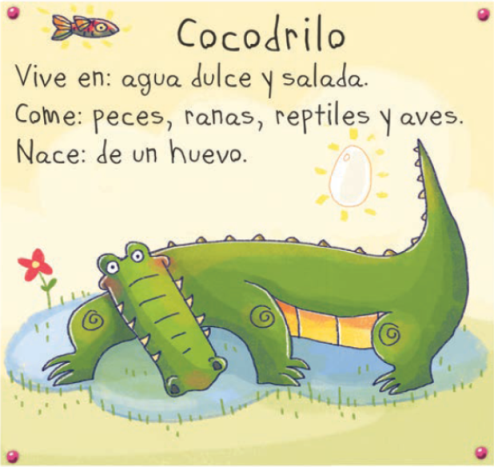 Cocodrilo
Vive en: agua dulce y salada.
Come: peces, ranas, reptiles y aves.
Nace: de un huevo.